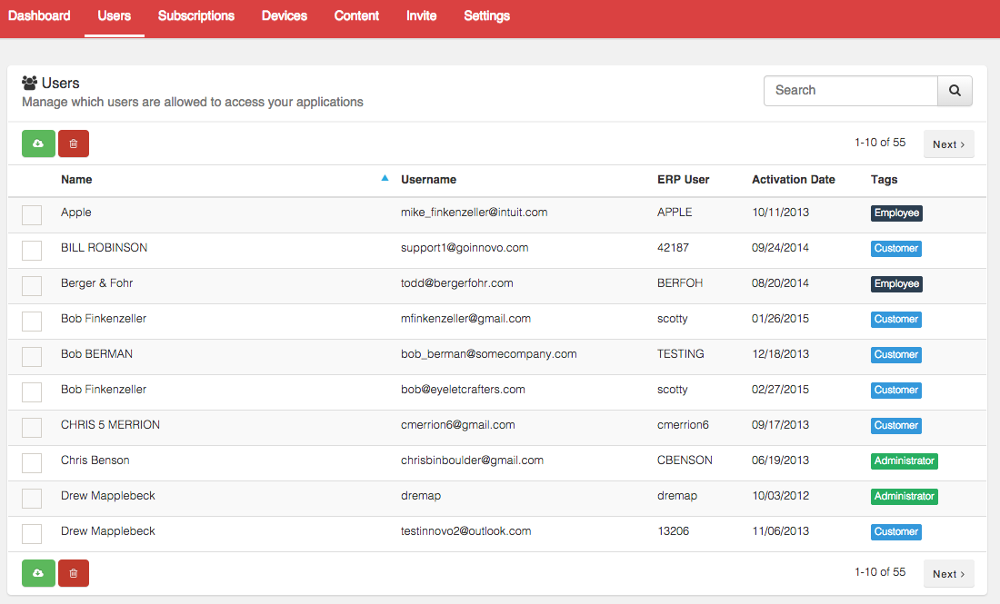 Dashboard Users Subscriptions Devices Content Invite Settings
Users
Manage which users are allowed to access your applications
Search
1-10 of 55 Next ›
Name Username ERP User Activation Date Tags
Apple mike_finkenzeller@intuit.com APPLE 10/11/2013 Employee
BILL ROBINSON support1@goinnovo.com 42187 09/24/2014 Customer
Berger & Fohr todd@bergerfohr.com BERFOH 08/20/2014 Employee
Bob Finkenzeller mfinkenzeller@gmail.com scotty 01/26/2015 Customer
Bob BERMAN bob_berman@somecompany.com TESTING 12/18/2013 Customer
Bob Finkenzeller bob@eyeletcrafters.com scotty 02/27/2015 Customer
CHRIS 5 MERRION cmerrion6@gmail.com cmerrion6 09/17/2013 Customer
Chris Benson chrisbinboulder@gmail.com CBENSON 06/19/2013 Administrator
Drew Mapplebeck dremap dremap 10/03/2012 Administrator
Drew Mapplebeck testinnovo2@outlook.com 13206 11/06/2013 Customer
1-10 of 55 Next ›